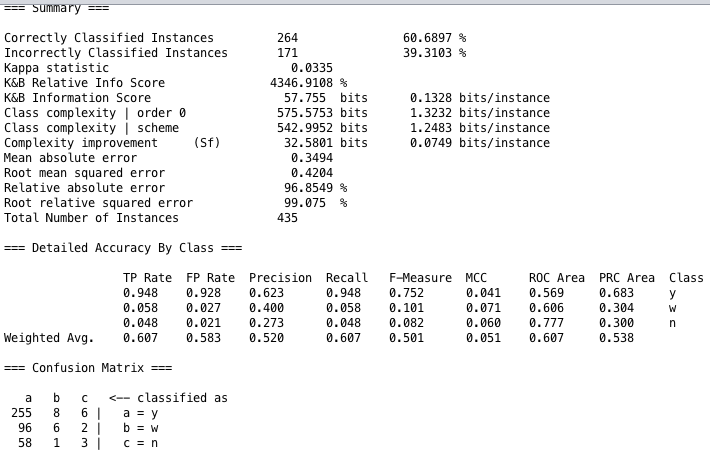 === Summary ===
Correctly Classified Instances 264 60.6897 %
Incorrectly Classified Instances 171 39.3103 %
Kappa statistic 0.0335
K&B Relative Info Score 4346.9108 %
K&B Information Score 57.755 bits 0.1328 bits/instance
Class complexity | order 0 575.5753 bits 1.3232 bits/instance
Class complexity | scheme 542.9952 bits 1.2483 bits/instance
Complexity improvement (Sf) 32.5801 bits 0.0749 bits/instance
Mean absolute error 0.3494
Root mean squared error 0.4204
Relative absolute error 96.8549 %
Root relative squared error 99.075 %
Total Number of Instances 435
=== Detailed Accuracy By Class ===
TP Rate FP Rate Precision Recall F-Measure MCC ROC Area PRC Area Class
0.948 0.928 0.623 0.948 0.752 0.041 0.569 0.683 y
0.058 0.027 0.400 0.058 0.101 0.071 0.606 0.304 w
0.048 0.021 0.273 0.048 0.082 0.060 0.777 0.300 n
Weighted Avg. 0.607 0.583 0.520 0.607 0.501 0.051 0.607 0.538
=== Confusion Matrix ===
a b c <-- classified as
255 8 6 | a = y
96 6 2 | b = w
58 1 3 | c = n